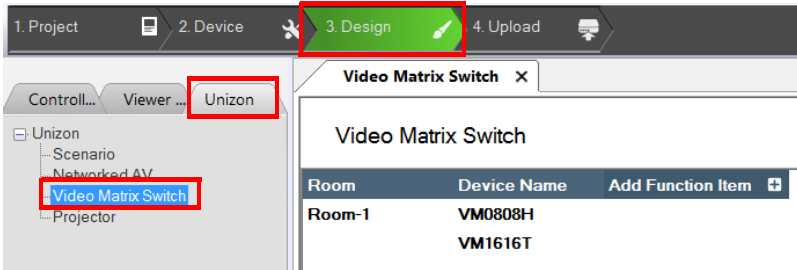 1. Project
2. Device
3. Design
4. Upload
Controll...
Viewer ...
Unizon
Unizon
Scenario
Networked AV
Video Matrix Switch
Projector
Video Matrix Switch X
Video Matrix Switch
Room Device Name Add Function Item
Room-1 VM0808H
VM1616T